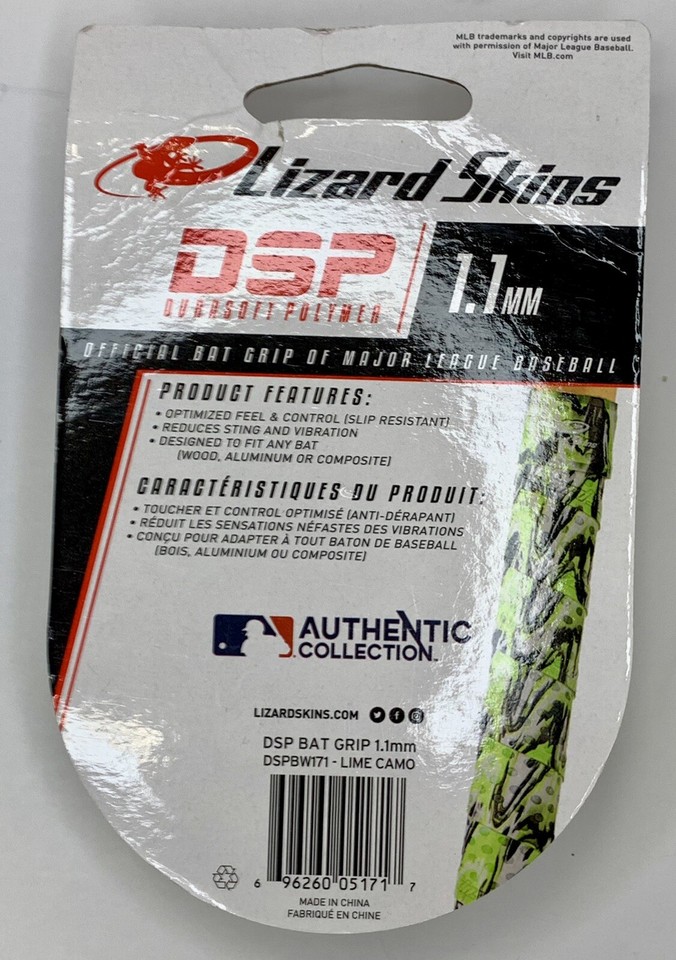 MLB trademarks and copyrights are used
with permission of Major League Baseball.
Visit MLB.com
Lizard Skins
DSP
DURASOFT POLYMER
1.1MM
OFFICIAL BAT GRIP OF MAJOR LEAGUE BASEBALL
PRODUCT FEATURES:
• OPTIMIZED FEEL & CONTROL (SLIP RESISTANT)
• REDUCES STING AND VIBRATION
• DESIGNED TO FIT ANY BAT
(WOOD, ALUMINUM OR COMPOSITE)
CARACTÉRISTIQUES DU PRODUIT:
• TOUCHER ET CONTROL OPTIMISÉ (ANTI-DÉRAPANT)
• RÉDUIT LES SENSATIONS NÉFASTES DES VIBRATIONS
• CONÇU POUR ADAPTER À TOUT BATON DE BASEBALL
(BOIS, ALUMINIUM OU COMPOSITE)
AUTHENTIC
COLLECTION™
LIZARDSKINS.COM
DSP BAT GRIP 1.1mm
DSPBW171 - LIME CAMO
6 96260 05171 7
MADE IN CHINA
FABRIQUÉ EN CHINE